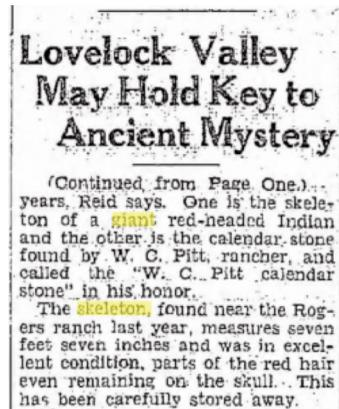 Lovelock Valley
May Hold Key to
Ancient Mystery
(Continued from Page One.)
years, Reid says. One is the skele-
ton of a giant red-headed Indian
and the other is the calendar stone
found by W. C. Pitt, rancher, and
called the "W. C. Pitt calendar
stone" in his honor.
The skeleton, found near the Rog-
ers ranch last year, measures seven
feet seven inches and was in excel-
lent condition, parts of the red hair
even remaining on the skull. This
has been carefully stored away.